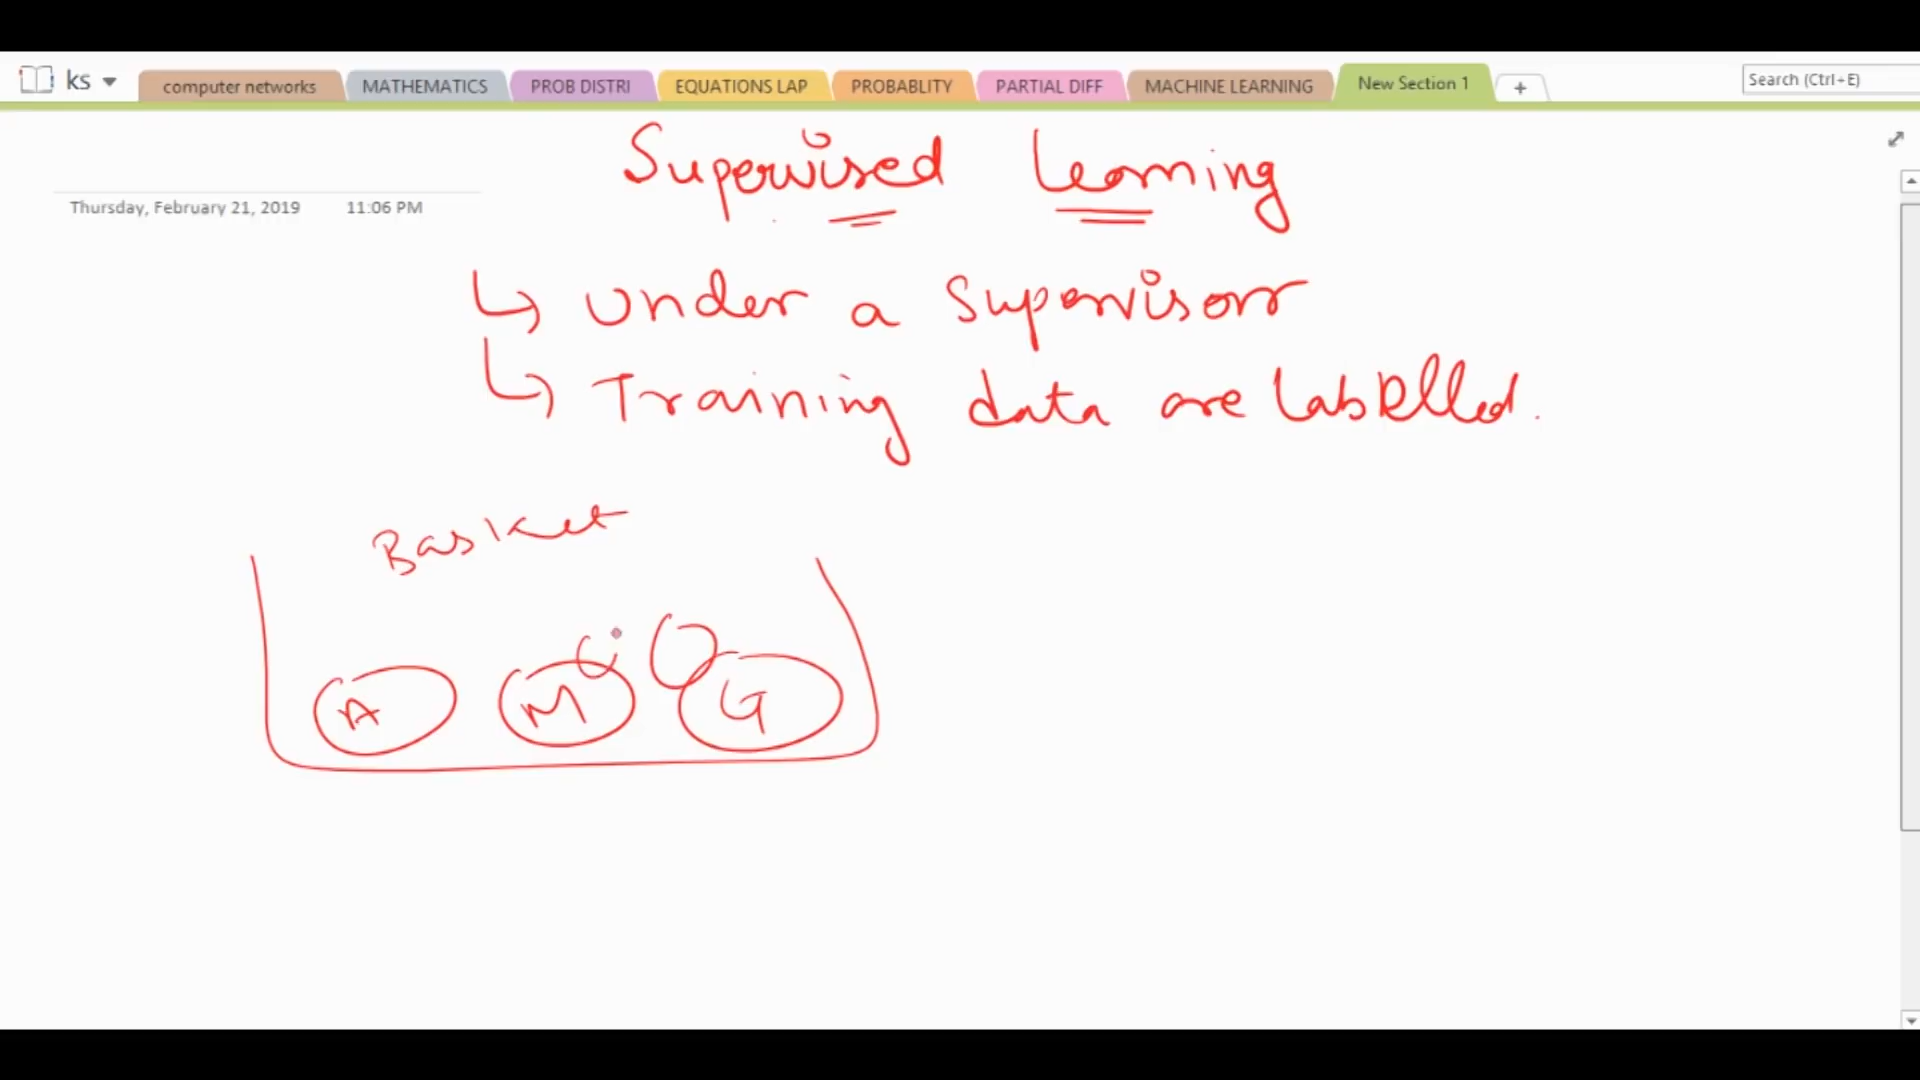 ks
computer networks MATHEMATICS PROB DISTRI EQUATIONS LAP PROBABLITY PARTIAL DIFF MACHINE LEARNING New Section 1 +
Search (Ctrl+E)
Supervised Learning
Thursday, February 21, 2019 11:06 PM
↳ Under a Supervisor
↳ Training data are Labelled.
Basket
A M G